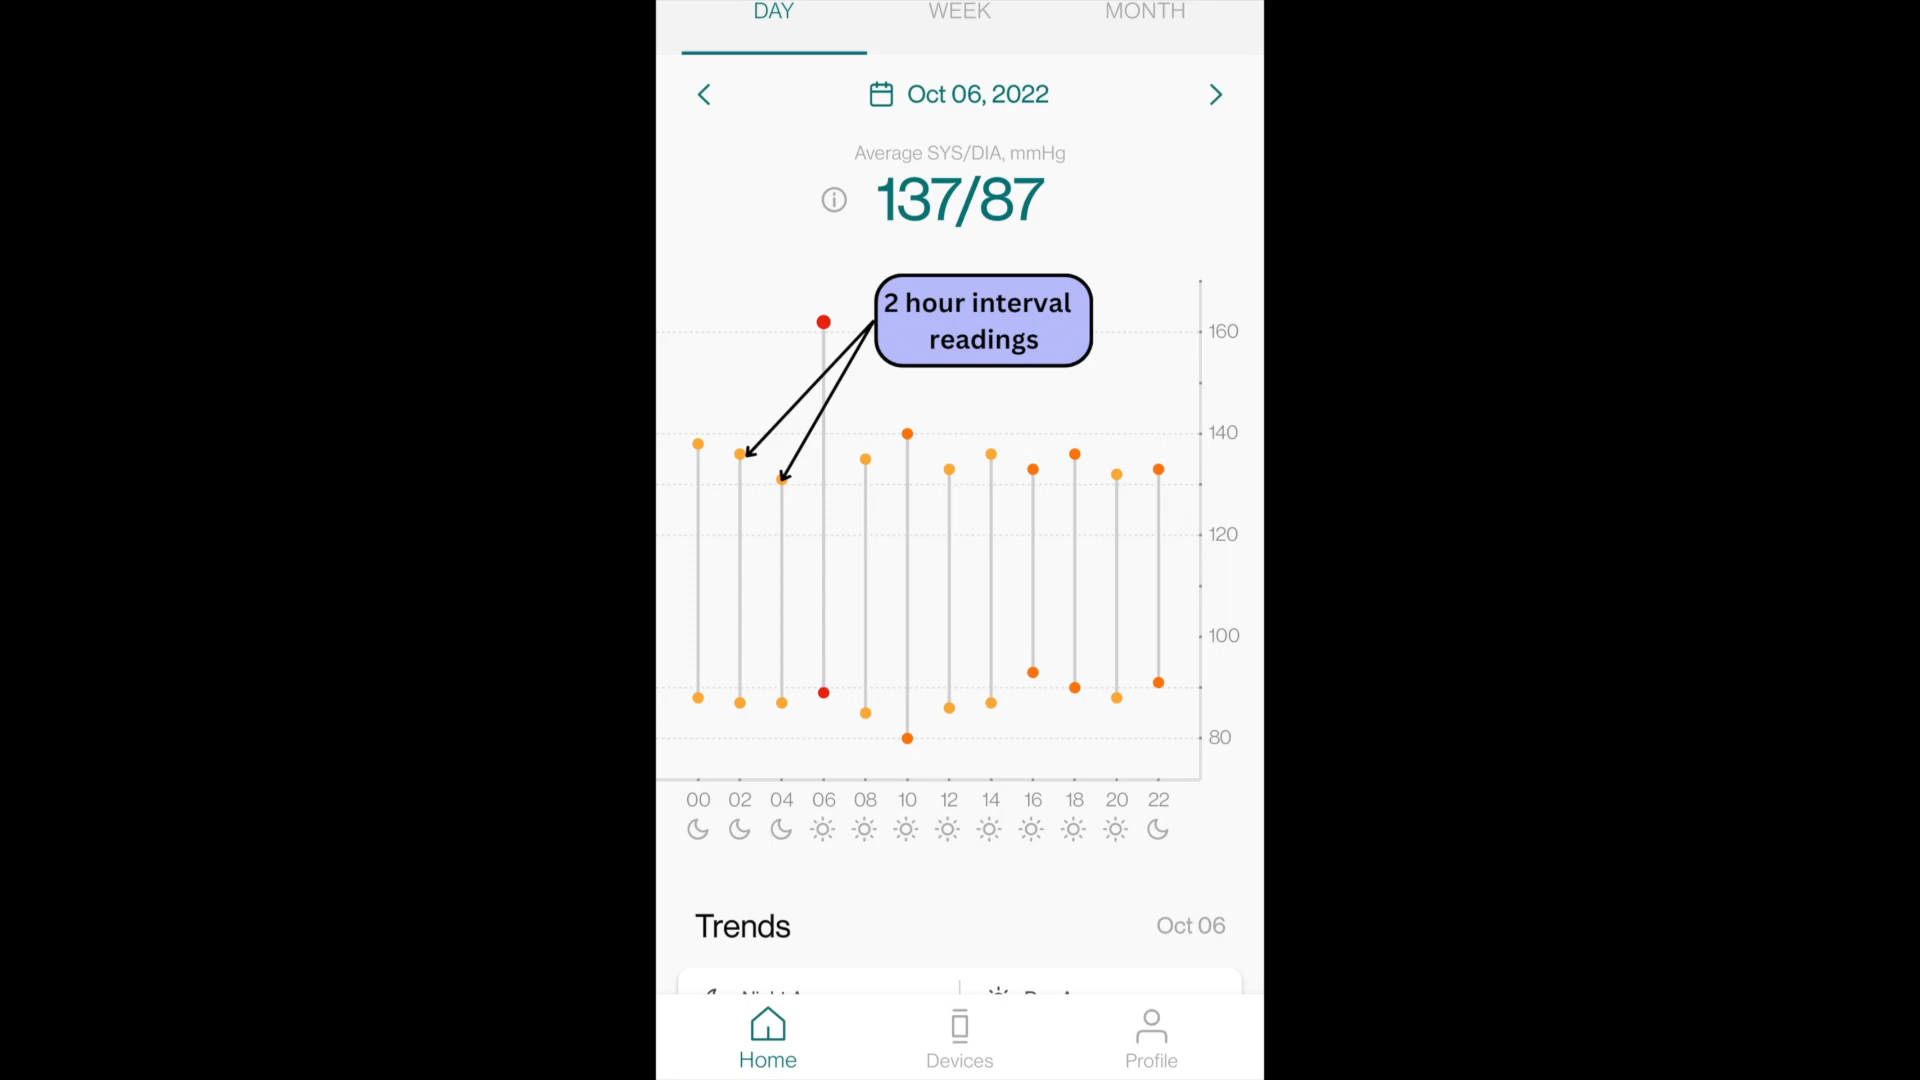 DAY WEEK MONTH
Oct 06, 2022
Average SYS/DIA, mmHg
137/87
2 hour interval
readings
160
140
120
100
80
00 02 04 06 08 10 12 14 16 18 20 22
Trends Oct 06
Home Devices Profile